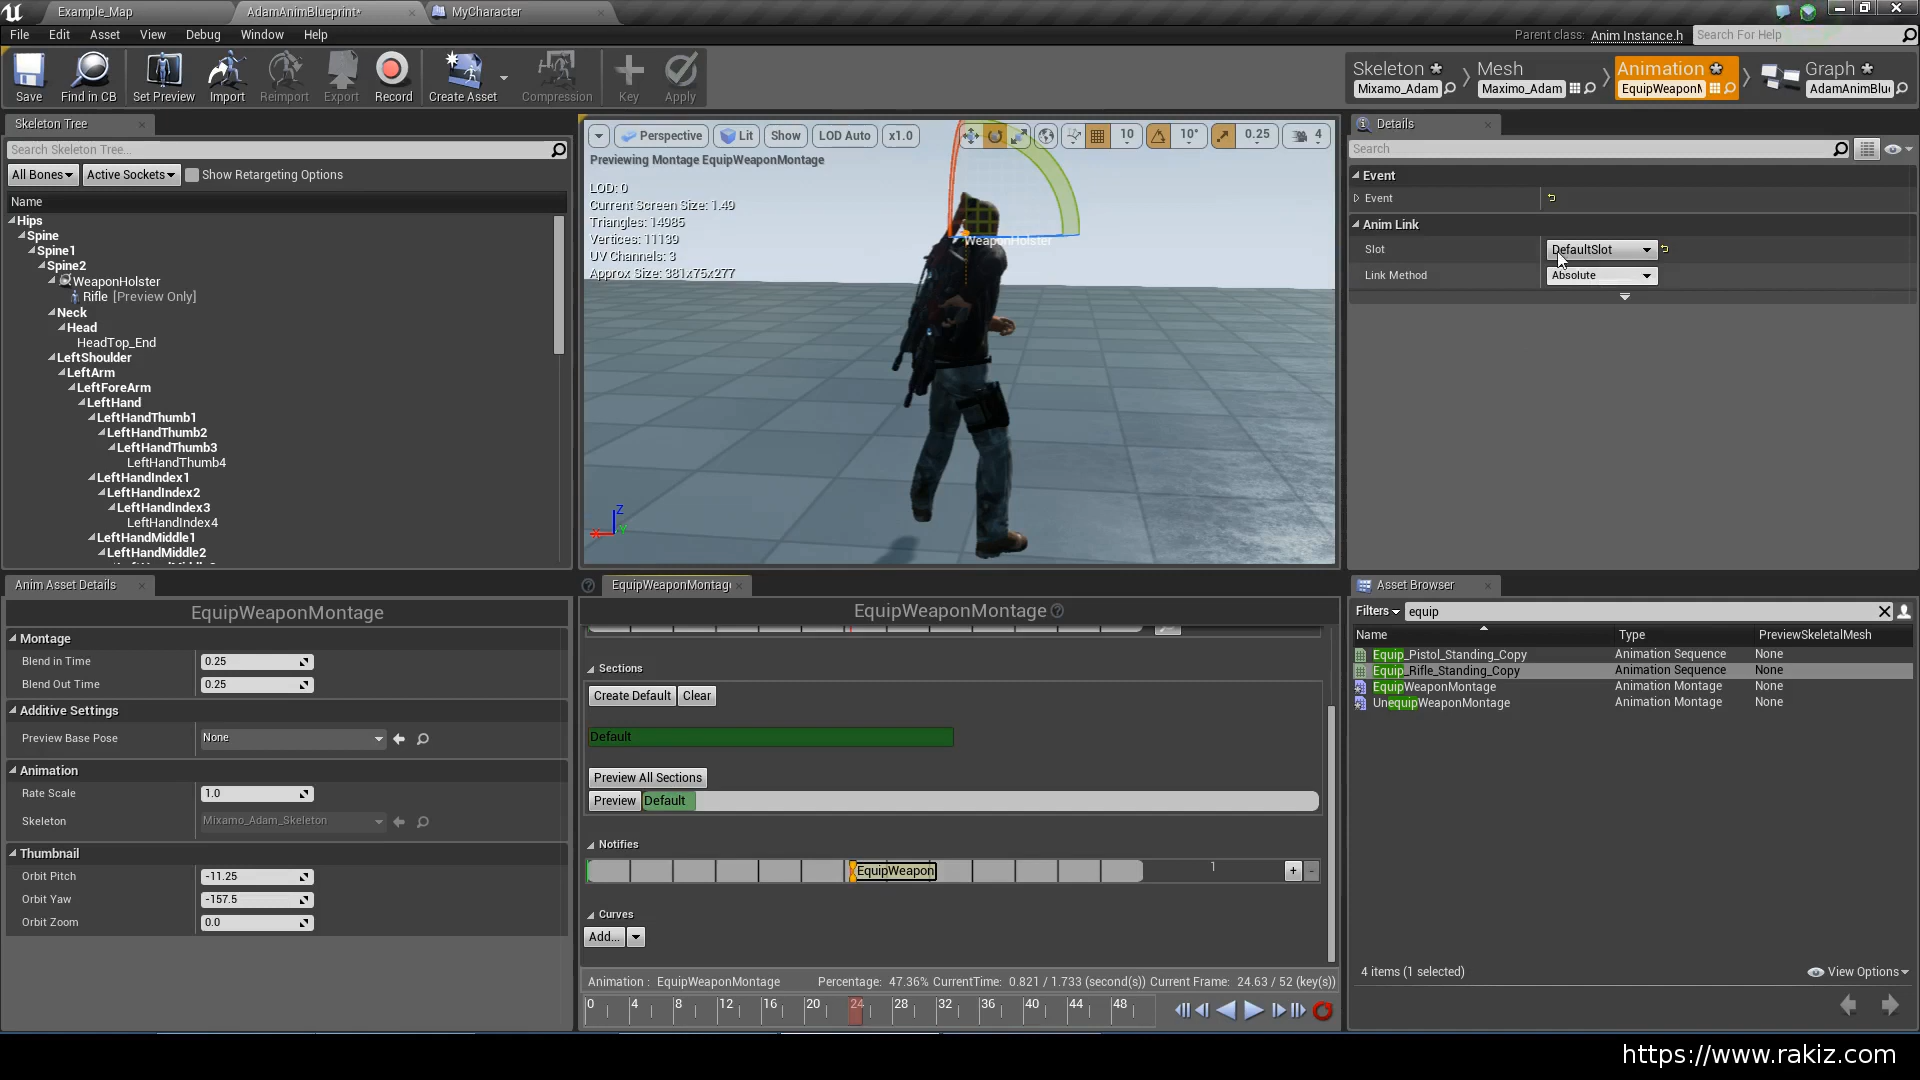 Example_Map
AdamAnimBlueprint*
MyCharacter
File Edit Asset View Debug Window Help
Parent class: Anim Instance.h
Search For Help
Save
Find in CB
Set Preview
Import
Reimport
Export
Record
Create Asset
Compression
Key
Apply
Skeleton
Mixamo_Adam
Mesh
Maximo_Adam
Animation
EquipWeaponM
Graph
AdamAnimBlu
Skeleton Tree
Search Skeleton Tree...
All Bones
Active Sockets
Show Retargeting Options
Name
Hips
Spine
Spine1
Spine2
WeaponHolster
Rifle [Preview Only]
Neck
Head
HeadTop_End
LeftShoulder
LeftArm
LeftForeArm
LeftHand
LeftHandThumb1
LeftHandThumb2
LeftHandThumb3
LeftHandThumb4
LeftHandIndex1
LeftHandIndex2
LeftHandIndex3
LeftHandIndex4
LeftHandMiddle1
LeftHandMiddle2
Perspective
Lit
Show
LOD Auto
x1.0
10
10°
0.25
4
Previewing Montage EquipWeaponMontage
LOD: 0
Current Screen Size: 1.49
Triangles: 14985
Vertices: 11139
UV Channels: 3
Approx Size: 381x75x277
WeaponHolster
Z
Details
Search
Event
Event
Anim Link
Slot
DefaultSlot
Link Method
Absolute
Anim Asset Details
EquipWeaponMontage
Montage
Blend in Time 0.25
Blend Out Time 0.25
Additive Settings
Preview Base Pose None
Animation
Rate Scale 1.0
Skeleton Mixamo_Adam_Skeleton
Thumbnail
Orbit Pitch -11.25
Orbit Yaw -157.5
Orbit Zoom 0.0
EquipWeaponMontag
EquipWeaponMontage
Sections
Create Default
Clear
Default
Preview All Sections
Preview
Default
Notifies
EquipWeapon
1
+
-
Curves
Add...
Animation : EquipWeaponMontage Percentage: 47.36% CurrentTime: 0.821 / 1.733 (second(s)) Current Frame: 24.63 / 52 (key(s))
0 4 8 12 16 20 24 28 32 36 40 44 48
Asset Browser
Filters
equip
Name Type PreviewSkeletalMesh
Equip_Pistol_Standing_Copy Animation Sequence None
Equip_Rifle_Standing_Copy Animation Sequence None
EquipWeaponMontage Animation Montage None
UnequipWeaponMontage Animation Montage None
4 items (1 selected)
View Options
https://www.rakiz.com